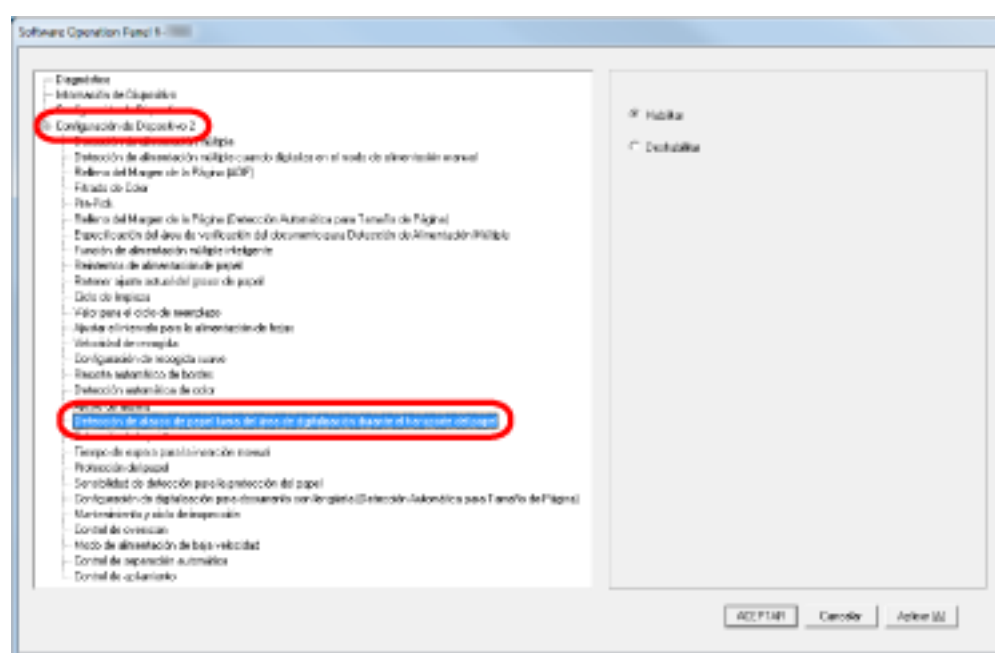 Software Operation Panel fi-
Diagnóstico
Información de Dispositivo
Configuración de Dispositivo 2
múltiple
Detección de alimentación múltiple cuando digitaliza en el modo de alimentación manual
Relleno del Margen de la Página (ADF)
Filtrado de Color
Pre-Pick
Relleno del Margen de la Página (Detección Automática para Tamaño de Página)
Especificación del área de verificación del documento para Detección de Alimentación Múltiple
Función de alimentación múltiple inteligente
Reintentos de alimentación de papel
Retener ajuste actual del grosor de papel
Ciclo de limpieza
Valor para el ciclo de reemplazo
Ajustar el intervalo para la alimentación de hojas
Velocidad de recogida
Configuración de recogida suave
Recorte automático de bordes
Detección automática de color
Detección de atasco de papel fuera del área de digitalización durante el transporte del papel
Tiempo de espera para la inserción manual
Protección del papel
Sensibilidad de detección para la protección del papel
Configuración de digitalización para documento con lengüeta (Detección Automática para Tamaño de Página)
Mantenimiento y ciclo de inspección
Control de overscan
Modo de alimentación de baja velocidad
Control de separación automática
Control de apilamiento
Habilitar
Deshabilitar
ACEPTAR
Cancelar
Aplicar (A)